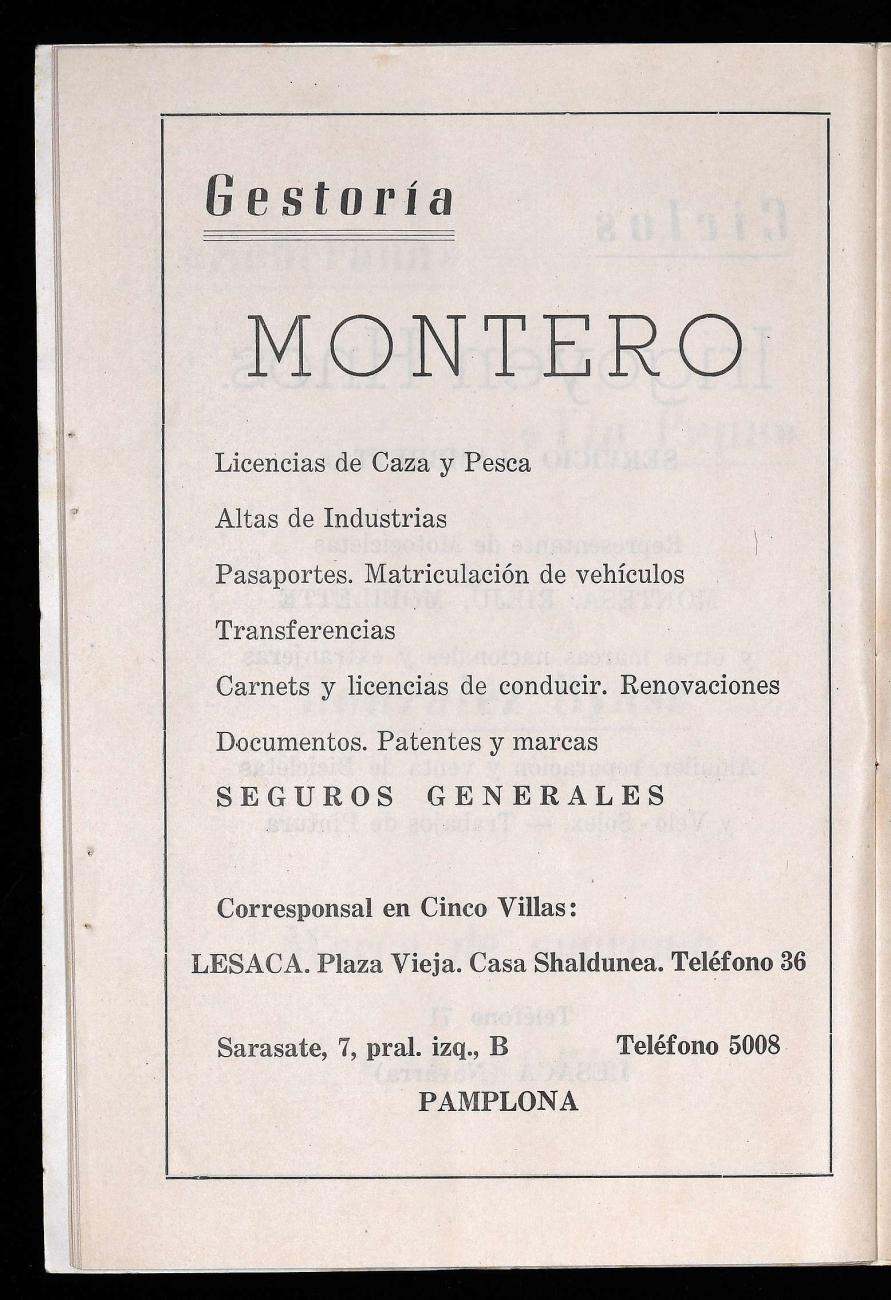 Gestoría
MONTERO
Licencias de Caza y Pesca
Altas de Industrias
Pasaportes. Matriculación de vehículos
Transferencias
Carnets y licencias de conducir. Renovaciones
Documentos. Patentes y marcas
SEGUROS GENERALES
Corresponsal en Cinco Villas:
LESACA. Plaza Vieja. Casa Shaldunea. Teléfono 36
Sarasate, 7, pral. izq., B Teléfono 5008
PAMPLONA